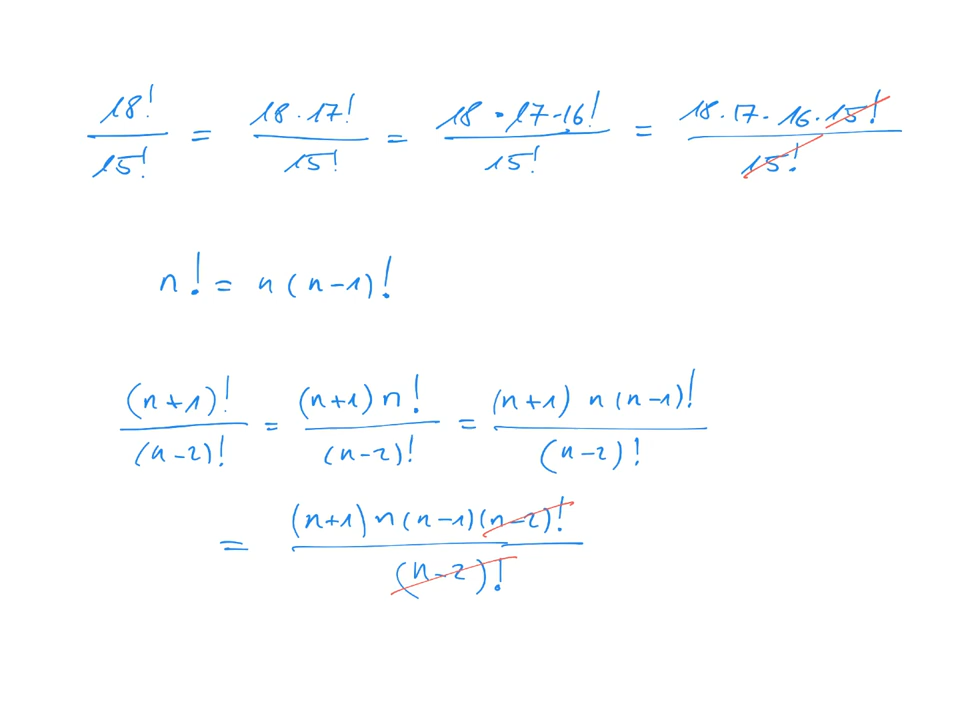 18!/15! = 18·17!/15! = 18·17·16!/15! = 18·17·16·15!/15!
n! = n(n-1)!
(n+1)!/(n-2)! = (n+1)n!/(n-2)! = (n+1) n(n-1)!/(n-2)!
= (n+1)n(n-1)(n-2)!/(n-2)!